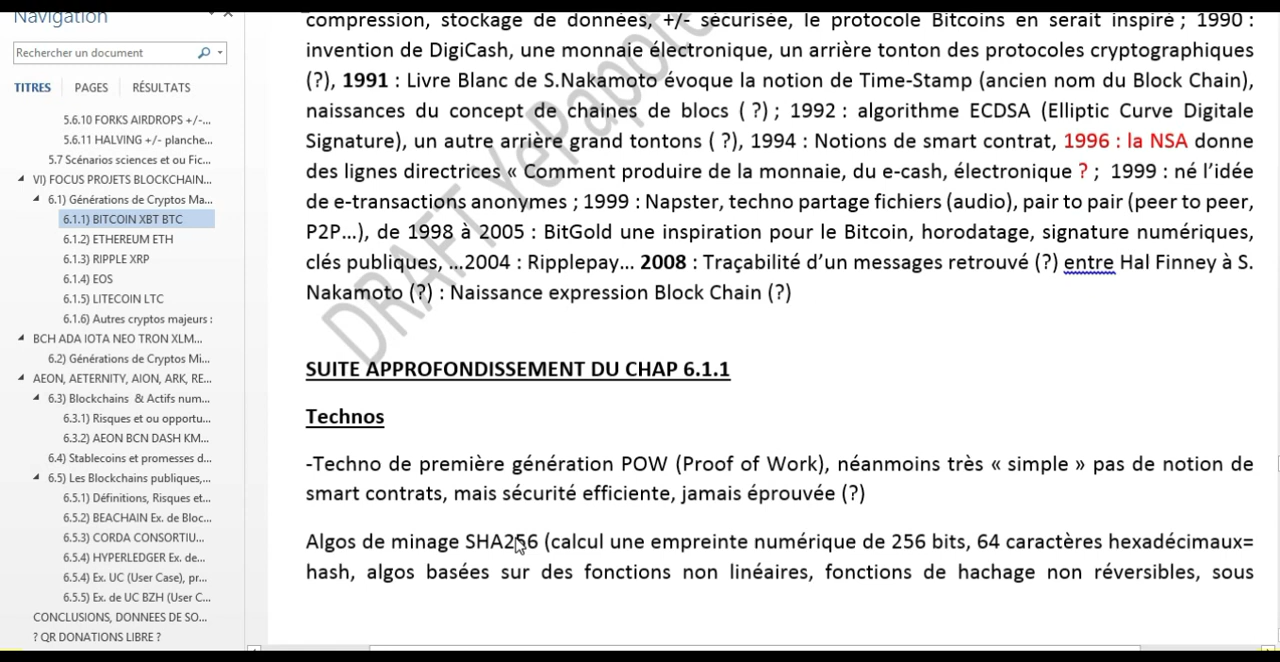 Navigation
Rechercher un document
TITRES PAGES RÉSULTATS
5.6.10 FORKS AIRDROPS +/-...
5.6.11 HALVING +/- planche...
5.7 Scénarios sciences et ou Fic...
VI) FOCUS PROJETS BLOCKCHAIN...
6.1) Générations de Cryptos Ma...
6.1.1) BITCOIN XBT BTC
6.1.2) ETHEREUM ETH
6.1.3) RIPPLE XRP
6.1.4) EOS
6.1.5) LITECOIN LTC
6.1.6) Autres cryptos majeurs :
BCH ADA IOTA NEO TRON XLM...
6.2) Générations de Cryptos Mi...
AEON, AETERNITY, AION, ARK, RE...
6.3) Blockchains & Actifs num...
6.3.1) Risques et ou opportu...
6.3.2) AEON BCN DASH KM...
6.4) Stablecoins et promesses d...
6.5) Les Blockchains publiques,...
6.5.1) Définitions, Risques et...
6.5.2) BEACHAIN Ex. de Bloc...
6.5.3) CORDA CONSORTIU...
6.5.4) HYPERLEDGER Ex. de...
6.5.4) Ex. UC (User Case), pr...
6.5.5) Ex. de UC BZH (User C...
CONCLUSIONS, DONNEES DE SO...
? QR DONATIONS LIBRE ?
compression, stockage de données, +/- sécurisée, le protocole Bitcoins en serait inspiré ; 1990 :
invention de DigiCash, une monnaie électronique, un arrière tonton des protocoles cryptographiques
(?), 1991 : Livre Blanc de S.Nakamoto évoque la notion de Time-Stamp (ancien nom du Block Chain),
naissances du concept de chaines de blocs ( ?) ; 1992 : algorithme ECDSA (Elliptic Curve Digitale
Signature), un autre arrière grand tontons ( ?), 1994 : Notions de smart contrat, 1996 : la NSA donne
des lignes directrices « Comment produire de la monnaie, du e-cash, électronique ? ; 1999 : né l'idée
de e-transactions anonymes ; 1999 : Napster, techno partage fichiers (audio), pair to pair (peer to peer,
P2P...), de 1998 à 2005 : BitGold une inspiration pour le Bitcoin, horodatage, signature numériques,
clés publiques, ...2004 : Ripplepay... 2008 : Traçabilité d'un messages retrouvé (?) entre Hal Finney à S.
Nakamoto (?) : Naissance expression Block Chain (?)
SUITE APPROFONDISSEMENT DU CHAP 6.1.1
Technos
-Techno de première génération POW (Proof of Work), néanmoins très « simple » pas de notion de
smart contrats, mais sécurité efficiente, jamais éprouvée (?)
Algos de minage SHA256 (calcul une empreinte numérique de 256 bits, 64 caractères hexadécimaux=
hash, algos basées sur des fonctions non linéaires, fonctions de hachage non réversibles, sous
DRAFT